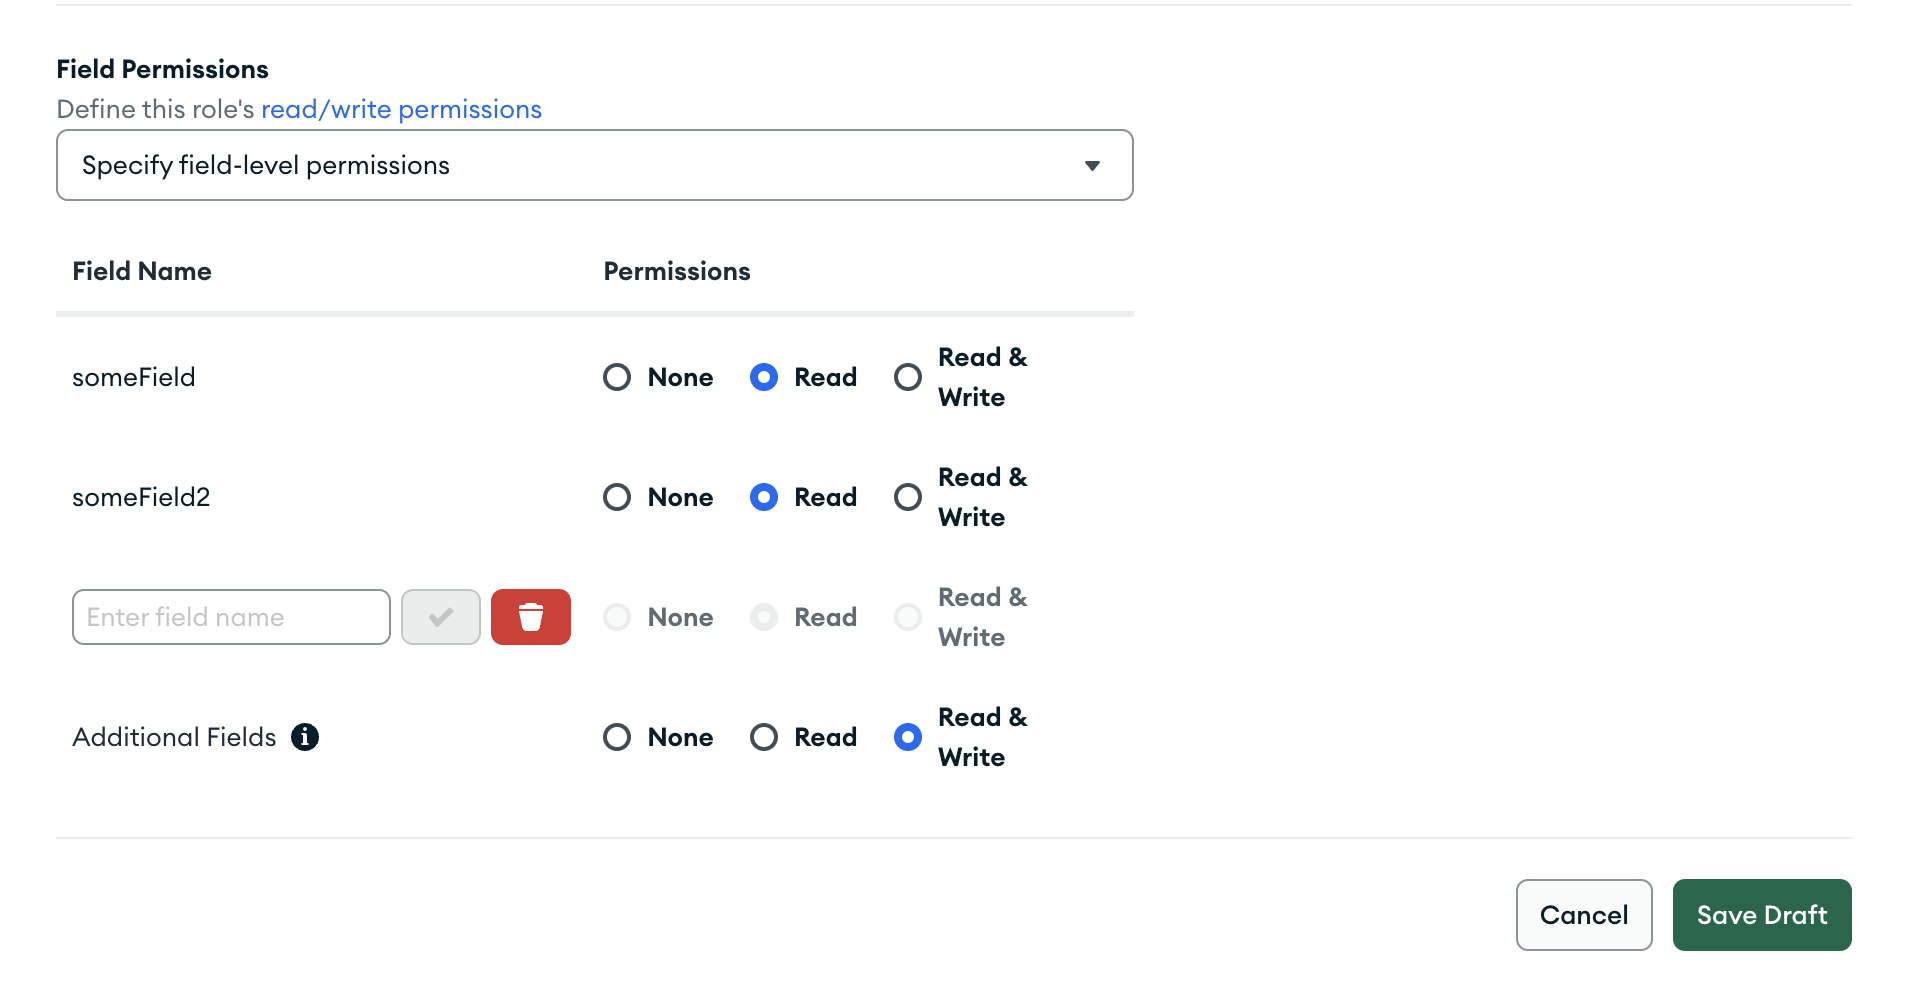 Field Permissions
Define this role's read/write permissions
Specify field-level permissions
Field Name Permissions
someField None Read Read &
Write
someField2 None Read Read &
Write
Enter field name None Read Read &
Write
Additional Fields None Read Read &
Write
Cancel Save Draft